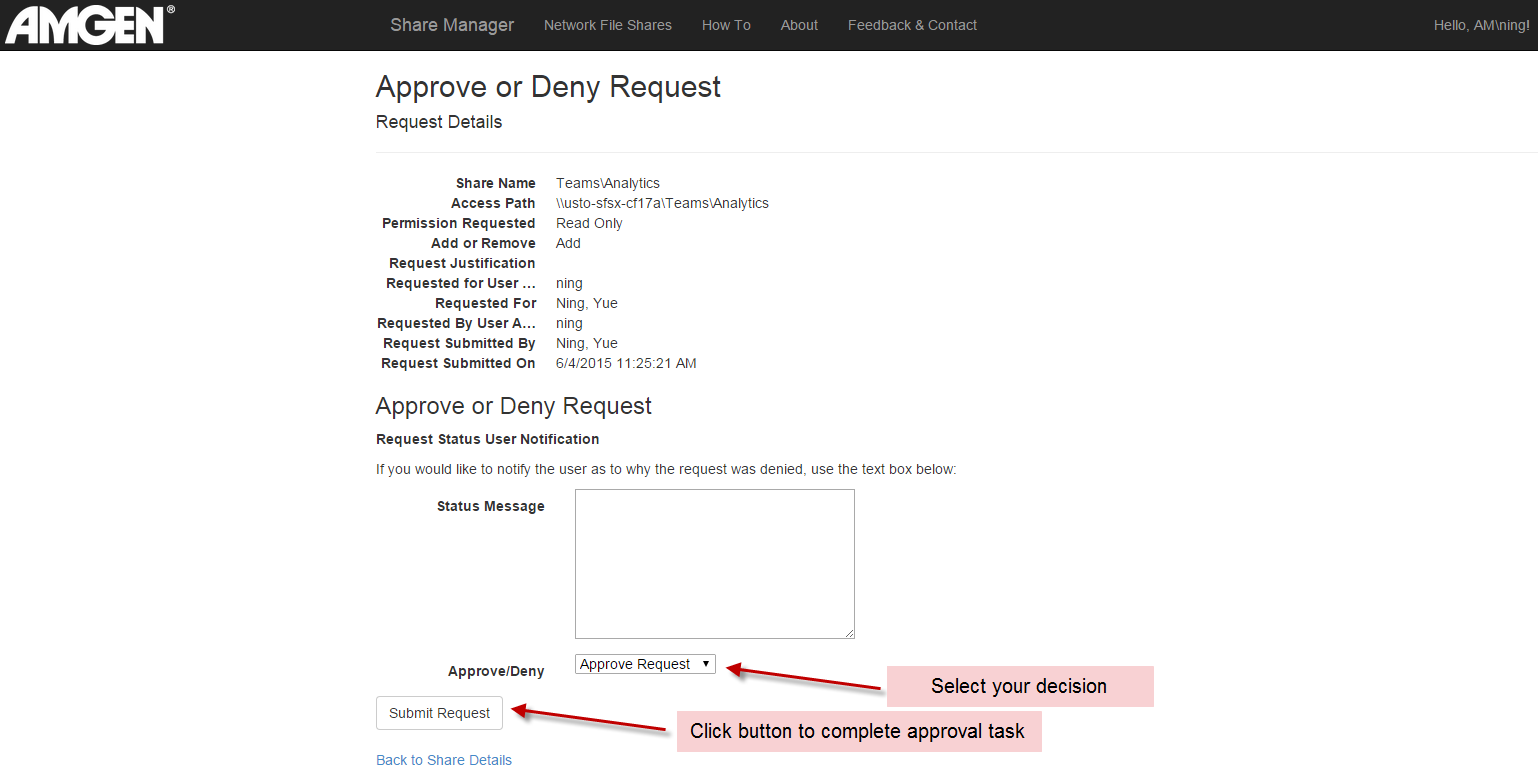 AMGEN®
Share Manager Network File Shares How To About Feedback & Contact Hello, AM\ning!
Approve or Deny Request
Request Details
Share Name Teams\Analytics
Access Path \\usto-sfsx-cf17a\Teams\Analytics
Permission Requested Read Only
Add or Remove Add
Request Justification
Requested for User ... ning
Requested For Ning, Yue
Requested By User A... ning
Request Submitted By Ning, Yue
Request Submitted On 6/4/2015 11:25:21 AM
Approve or Deny Request
Request Status User Notification
If you would like to notify the user as to why the request was denied, use the text box below:
Status Message
Approve/Deny Approve Request
Select your decision
Submit Request
Click button to complete approval task
Back to Share Details